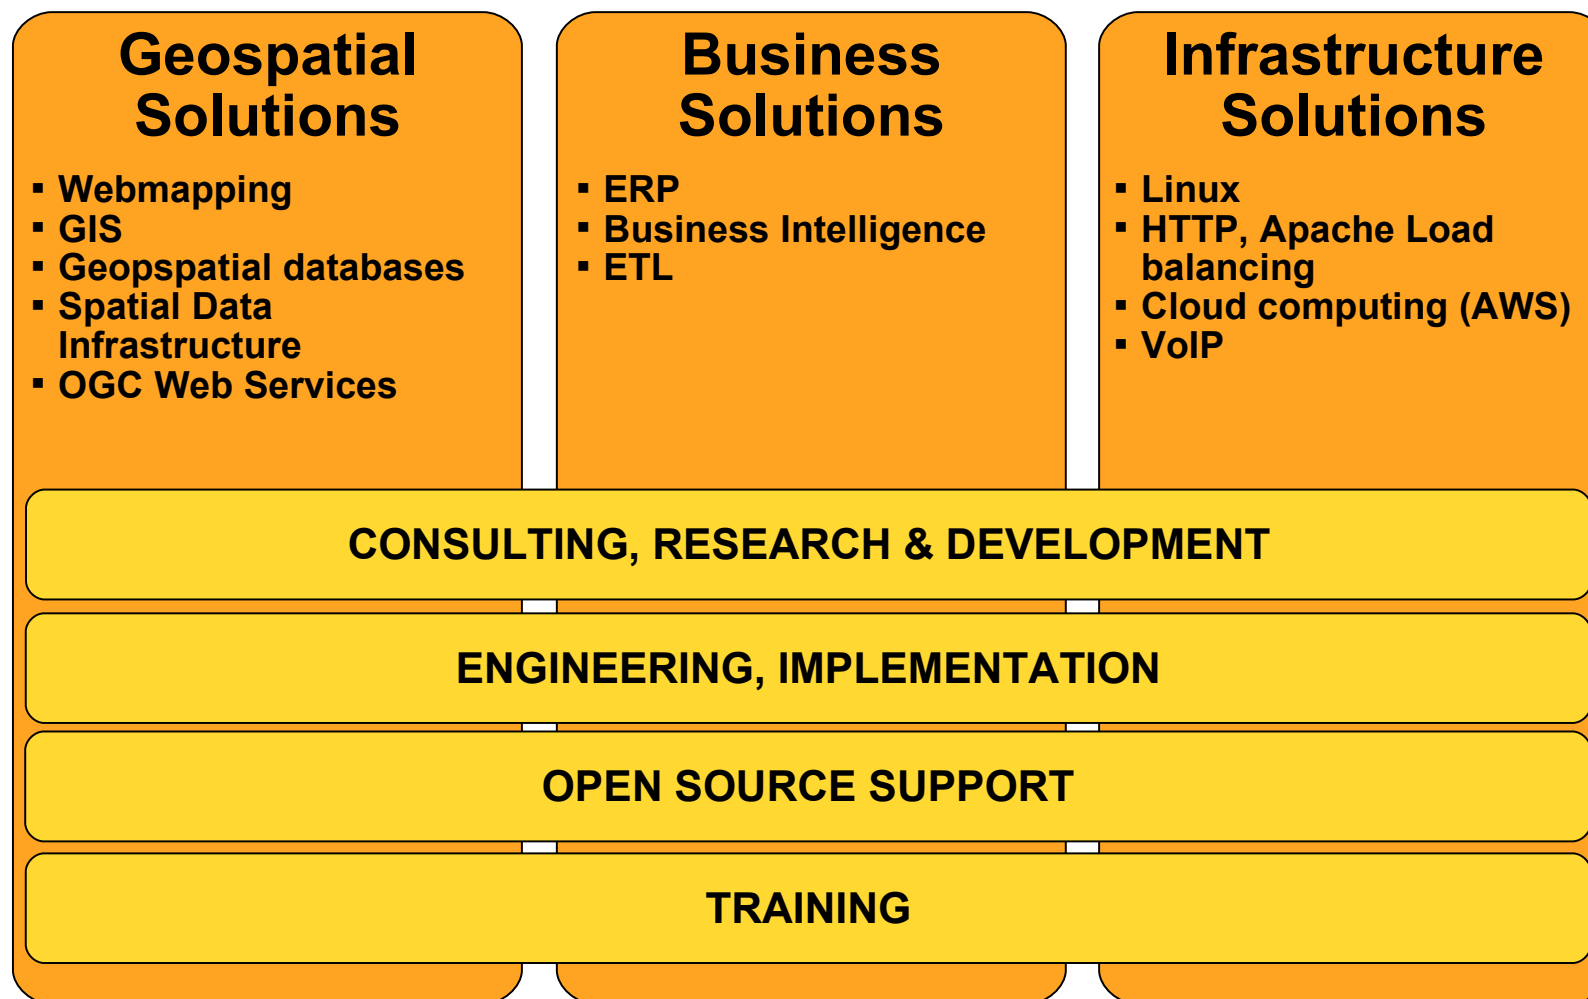 Geospatial
Solutions
▪ Webmapping
▪ GIS
▪ Geopspatial databases
▪ Spatial Data
Infrastructure
▪ OGC Web Services
Business
Solutions
▪ ERP
▪ Business Intelligence
▪ ETL
Infrastructure
Solutions
▪ Linux
▪ HTTP, Apache Load
balancing
▪ Cloud computing (AWS)
▪ VoIP
CONSULTING, RESEARCH & DEVELOPMENT
ENGINEERING, IMPLEMENTATION
OPEN SOURCE SUPPORT
TRAINING